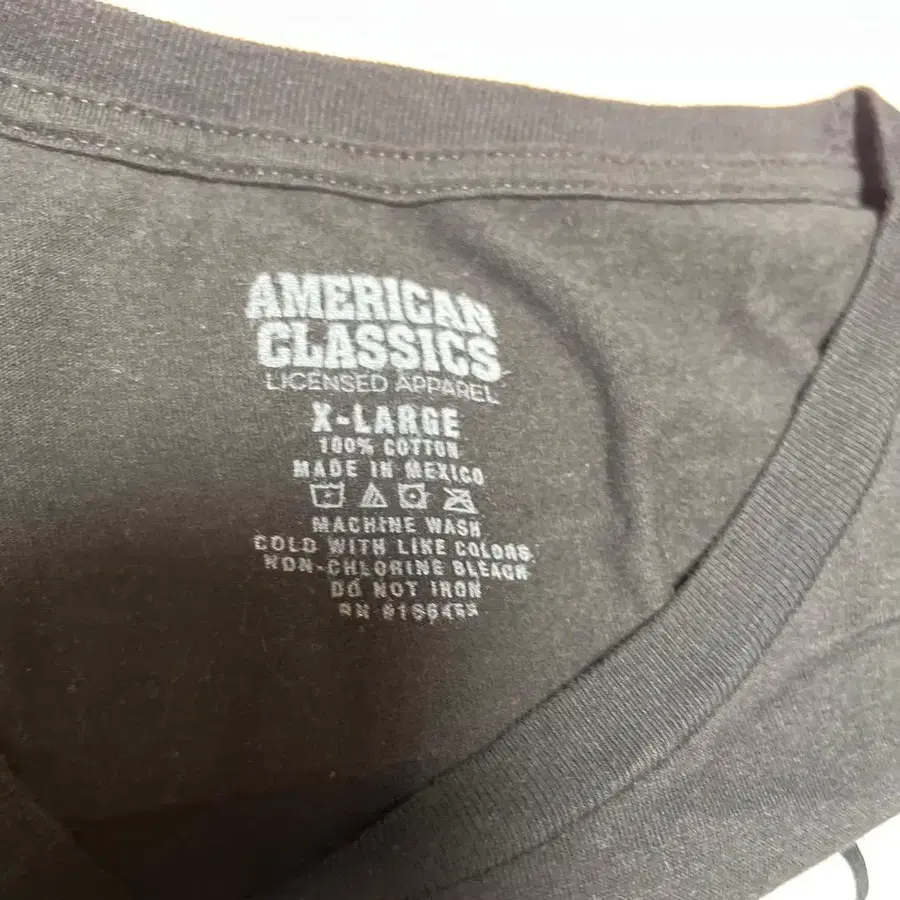 AMERICAN
CLASSICS
LICENSED APPAREL
X-LARGE
100% COTTON
MADE IN MEXICO
MACHINE WASH
COLD WITH LIKE COLORS
NON-CHLORINE BLEACH
DO NOT IRON
RN